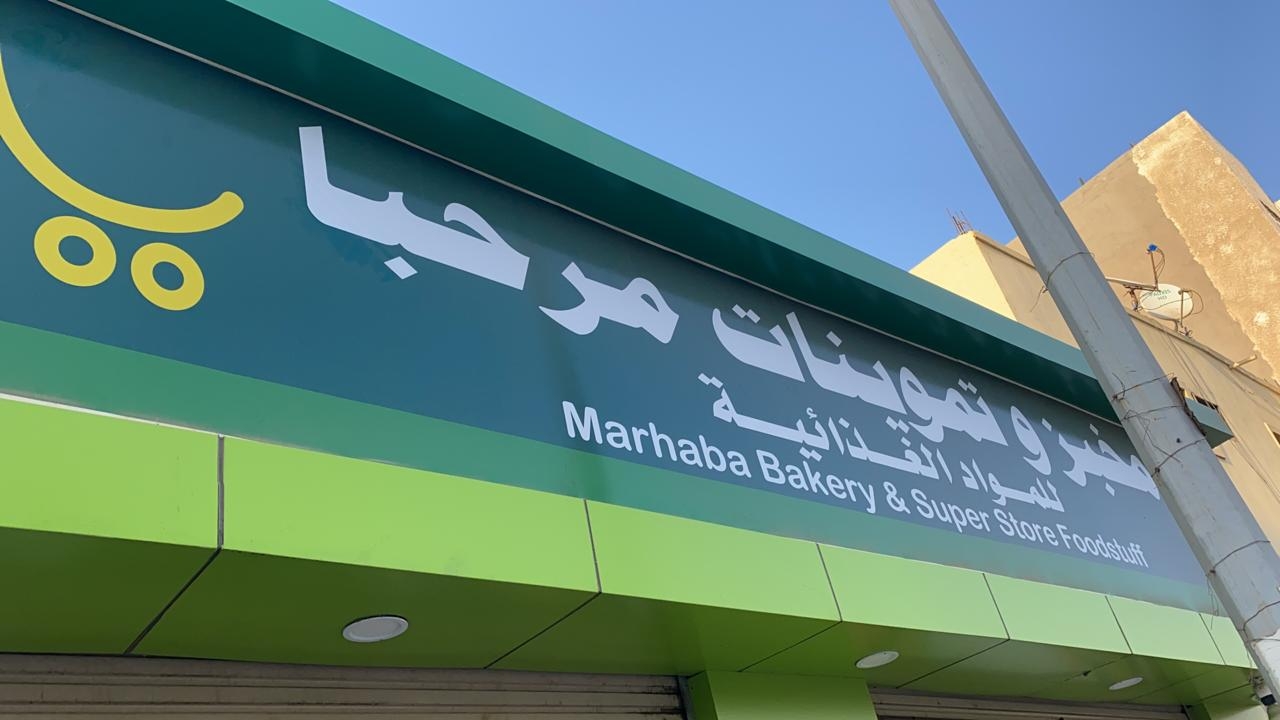 مخبز و تموينات مرحبا
للمواد الغذائية
Marhaba Bakery & Super Store Foodstuff